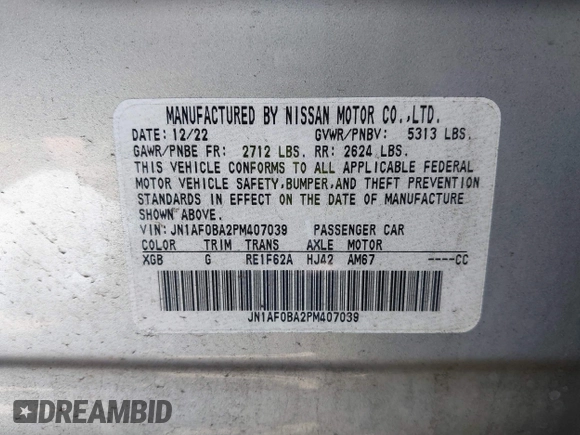 MANUFACTURED BY NISSAN MOTOR CO.,LTD.
DATE: 12/22 GVWR/PNBV: 5313 LBS.
GAWR/PNBE FR: 2712 LBS. RR: 2624 LBS.
THIS VEHICLE CONFORMS TO ALL APPLICABLE FEDERAL
MOTOR VEHICLE SAFETY,BUMPER,AND THEFT PREVENTION
STANDARDS IN EFFECT ON THE DATE OF MANUFACTURE
SHOWN ABOVE.
VIN: JN1AF0BA2PM407039 PASSENGER CAR
COLOR TRIM TRANS AXLE MOTOR
XGB G RE1F62A HJ42 AM67 ----CC
JN1AF0BA2PM407039
DREAMBID